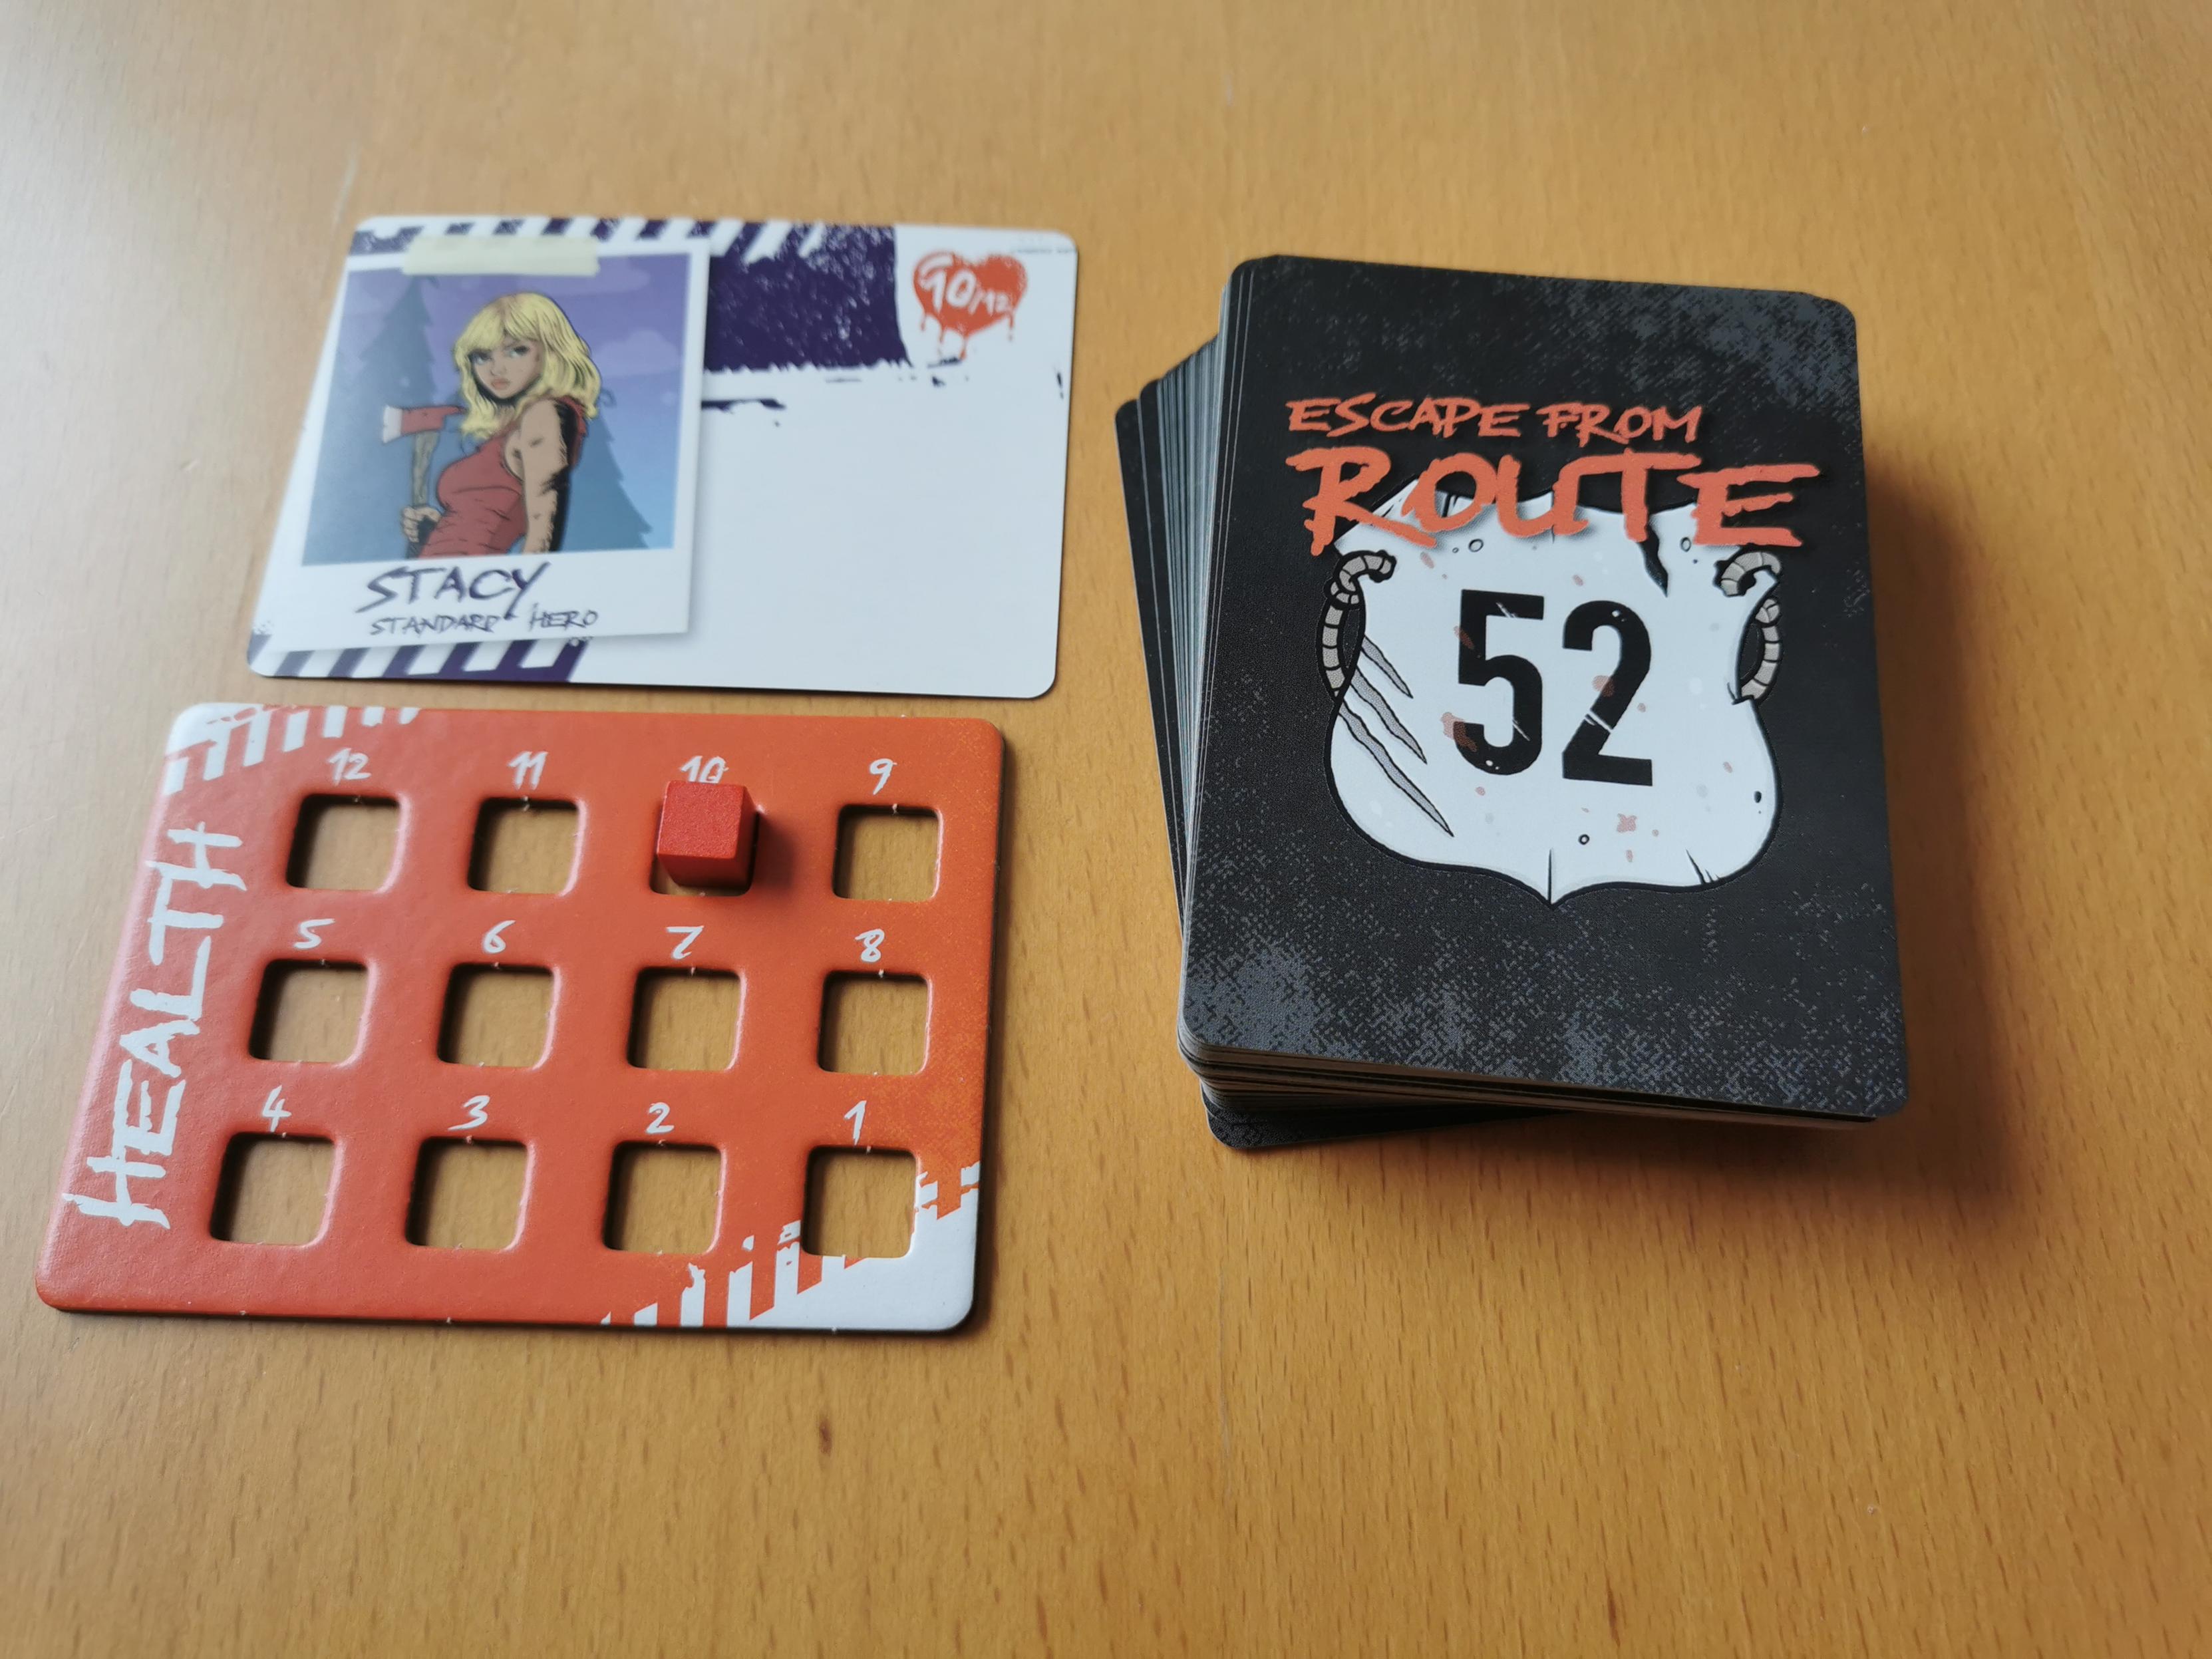 10/12
STACY
STANDARD HERO
HEALTH
12 11 10 9
5 6 7 8
4 3 2 1
ESCAPE FROM
ROUTE
52